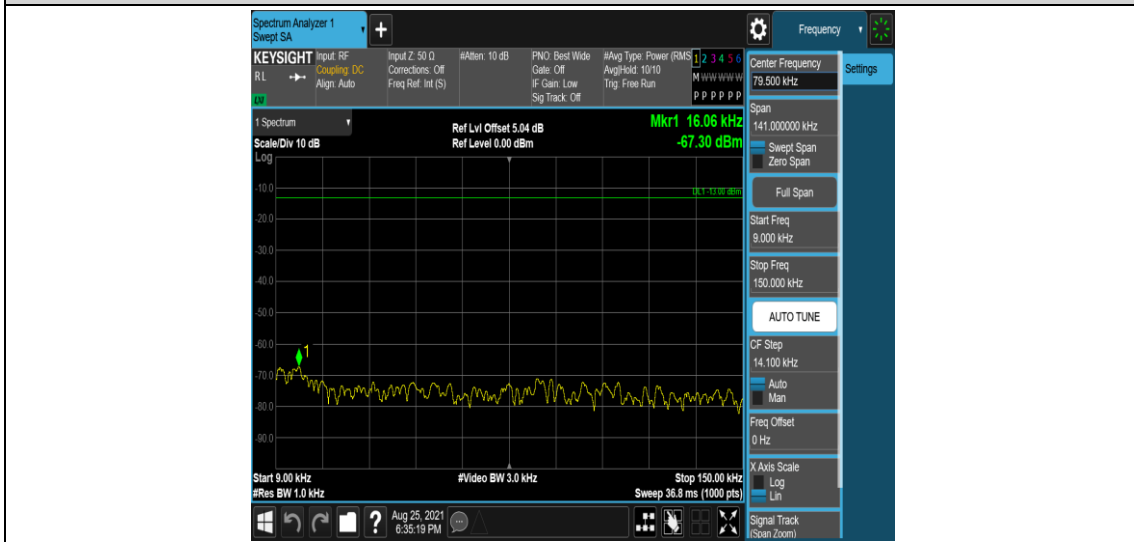 Spectrum Analyzer 1
Swept SA
+
Frequency
KEYSIGHT
RL
LXI
Input: RF
Coupling: DC
Align: Auto
Input Z: 50 Ω
Corrections: Off
Freq Ref: Int (S)
#Atten: 10 dB
PNO: Best Wide
Gate: Off
IF Gain: Low
Sig Track: Off
#Avg Type: Power (RMS
Avg|Hold: 10/10
Trig: Free Run
1 2 3 4 5 6
M W W W W W
P P P P P P
1 Spectrum
Scale/Div 10 dB
Log
Ref Lvl Offset 5.04 dB
Ref Level 0.00 dBm
Mkr1 16.06 kHz
-67.30 dBm
DL1 -13.00 dBm
-10.0
-20.0
-30.0
-40.0
-50.0
-60.0
1
-70.0
-80.0
-90.0
Start 9.00 kHz
#Res BW 1.0 kHz
#Video BW 3.0 kHz
Stop 150.00 kHz
Sweep 36.8 ms (1000 pts)
?
Aug 25, 2021
6:35:19 PM
Center Frequency
79.500 kHz
Settings
Span
141.000000 kHz
Swept Span
Zero Span
Full Span
Start Freq
9.000 kHz
Stop Freq
150.000 kHz
AUTO TUNE
CF Step
14.100 kHz
Auto
Man
Freq Offset
0 Hz
X Axis Scale
Log
Lin
Signal Track
(Span Zoom)